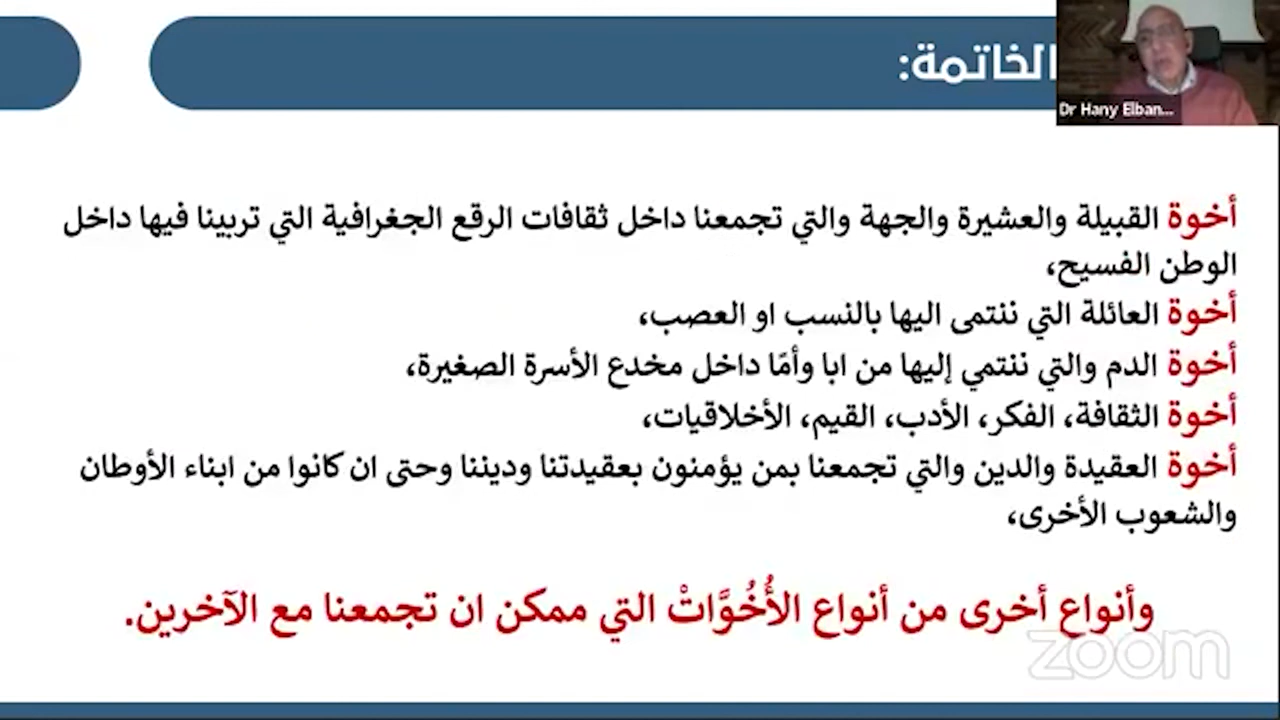 الخاتمة:
Dr Hany Elban...
أخوة القبيلة والعشيرة والجهة والتي تجمعنا داخل ثقافات الرقع الجغرافية التي تربينا فيها داخل
الوطن الفسيح،
أخوة العائلة التي ننتمى اليها بالنسب او العصب،
أخوة الدم والتي ننتمي إليها من ابا وأمًا داخل مخدع الأسرة الصغيرة،
أخوة الثقافة، الفكر، الأدب، القيم، الأخلاقيات،
أخوة العقيدة والدين والتي تجمعنا بمن يؤمنون بعقيدتنا وديننا وحتى ان كانوا من ابناء الأوطان
والشعوب الأخرى،
وأنواع أخرى من أنواع الأُخُوَّاتْ التي ممكن ان تجمعنا مع الآخرين.
zoom